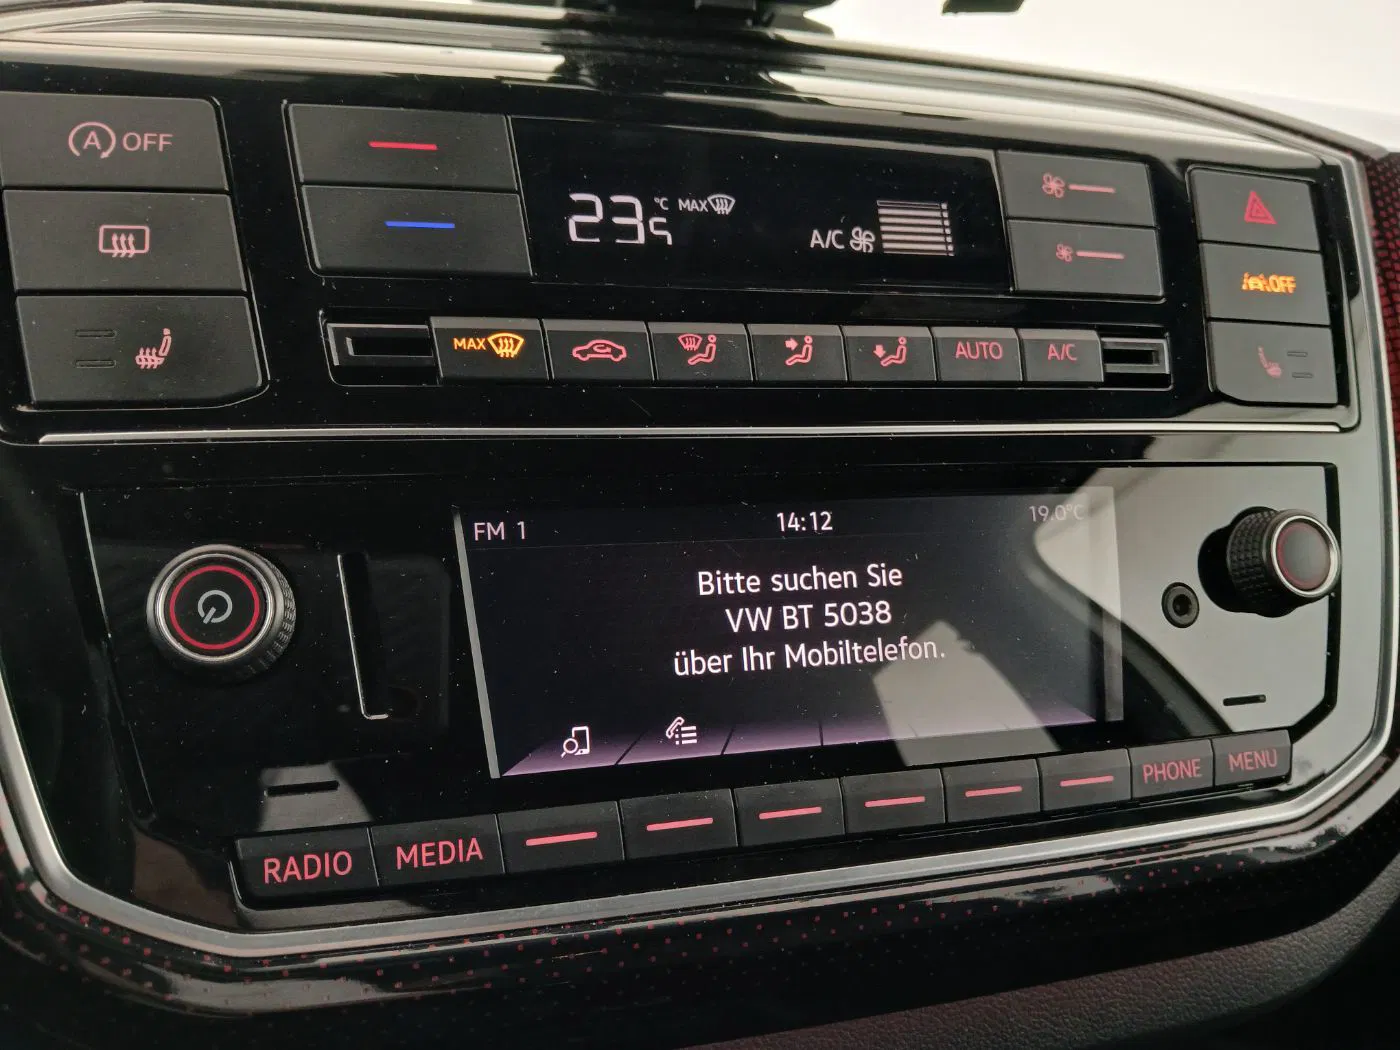 A OFF
23.5 °C MAX
A/C
OFF
MAX
AUTO
A/C
FM 1
14:12
19.0°C
Bitte suchen Sie
VW BT 5038
über Ihr Mobiltelefon.
RADIO
MEDIA
PHONE
MENU